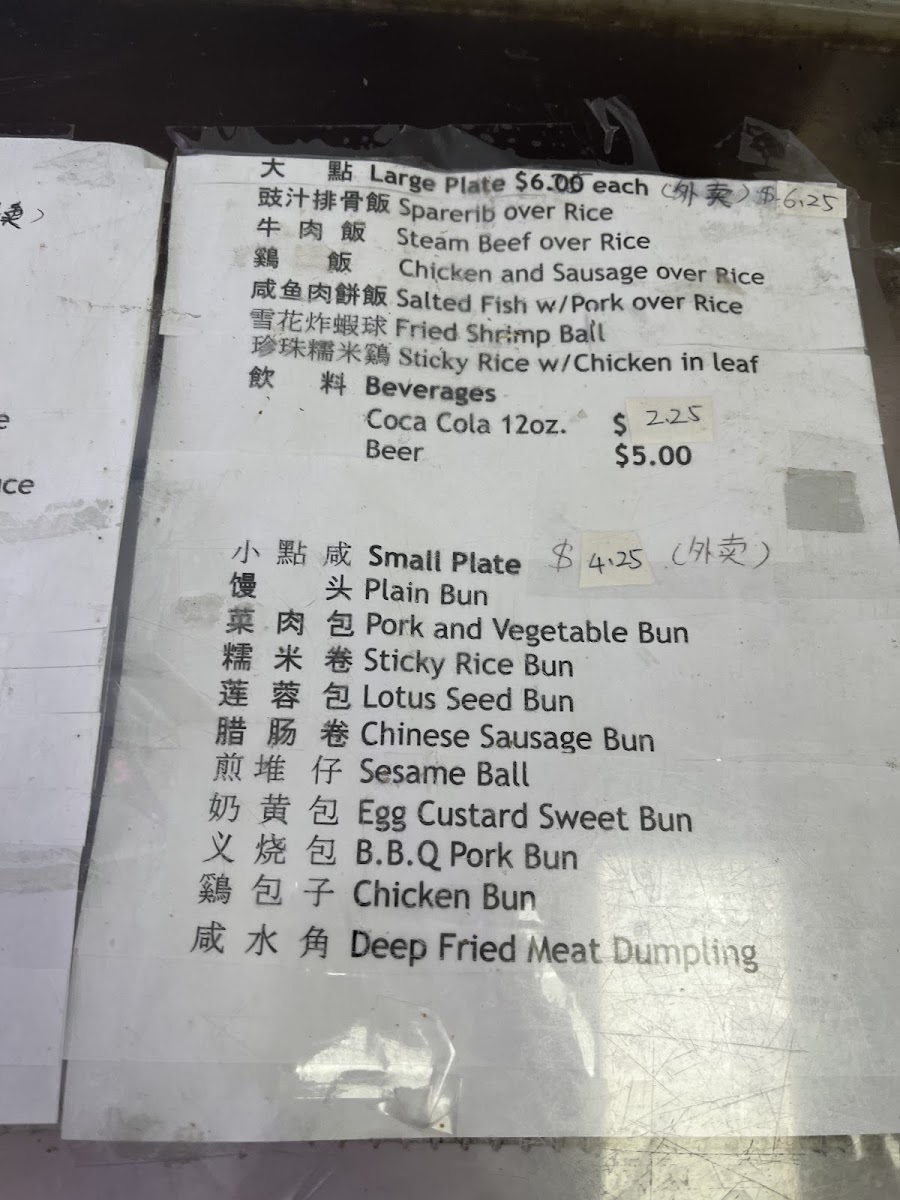 卖）
e
ice
大 點 Large Plate $6.00 each （外卖）$6.25
豉汁排骨飯 Sparerib over Rice
牛肉飯 Steam Beef over Rice
鷄 飯 Chicken and Sausage over Rice
咸鱼肉餅飯 Salted Fish w/Pork over Rice
雪花炸蝦球 Fried Shrimp Ball
珍珠糯米鷄 Sticky Rice w/Chicken in leaf
飲 料 Beverages
Coca Cola 12oz. $ 2.25
Beer $5.00
小 點 咸 Small Plate $ 4.25 （外卖）
馒 头 Plain Bun
菜 肉 包 Pork and Vegetable Bun
糯 米 卷 Sticky Rice Bun
莲 蓉 包 Lotus Seed Bun
腊 肠 卷 Chinese Sausage Bun
煎 堆 仔 Sesame Ball
奶 黄 包 Egg Custard Sweet Bun
义 烧 包 B.B.Q Pork Bun
鷄 包 子 Chicken Bun
咸 水 角 Deep Fried Meat Dumpling